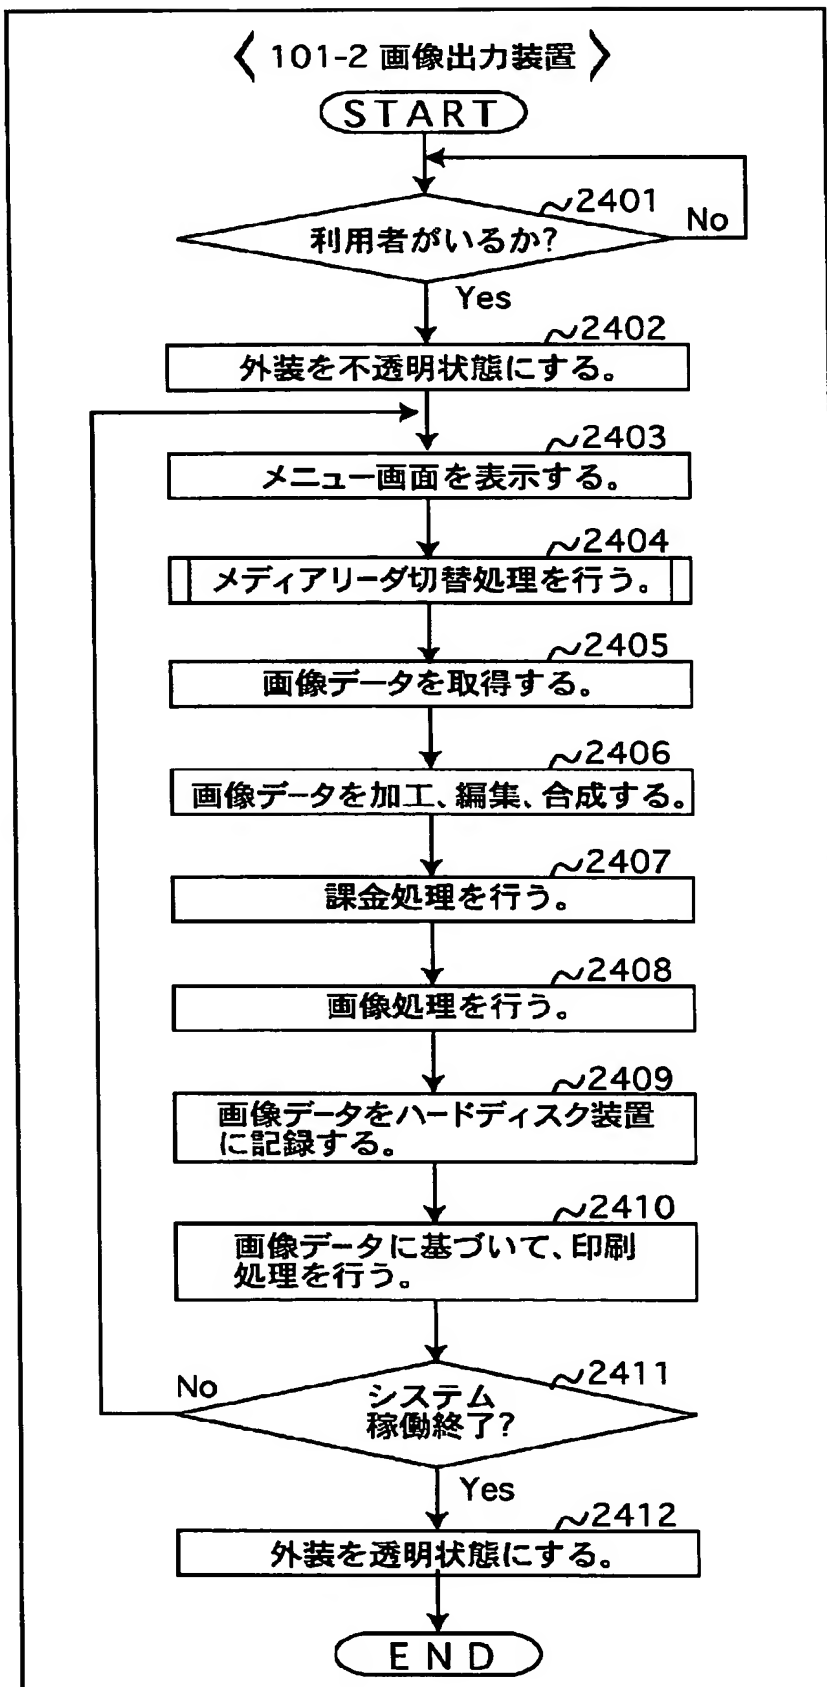 〈 101-2 画像出力装置 〉
START
2401
利用者がいるか?
No
Yes
2402
外装を不透明状態にする。
2403
メニュー画面を表示する。
2404
メディアリーダ切替処理を行う。
2405
画像データを取得する。
2406
画像データを加工、編集、合成する。
2407
課金処理を行う。
2408
画像処理を行う。
2409
画像データをハードディスク装置
に記録する。
2410
画像データに基づいて、印刷
処理を行う。
2411
No
システム
稼働終了?
Yes
2412
外装を透明状態にする。
END